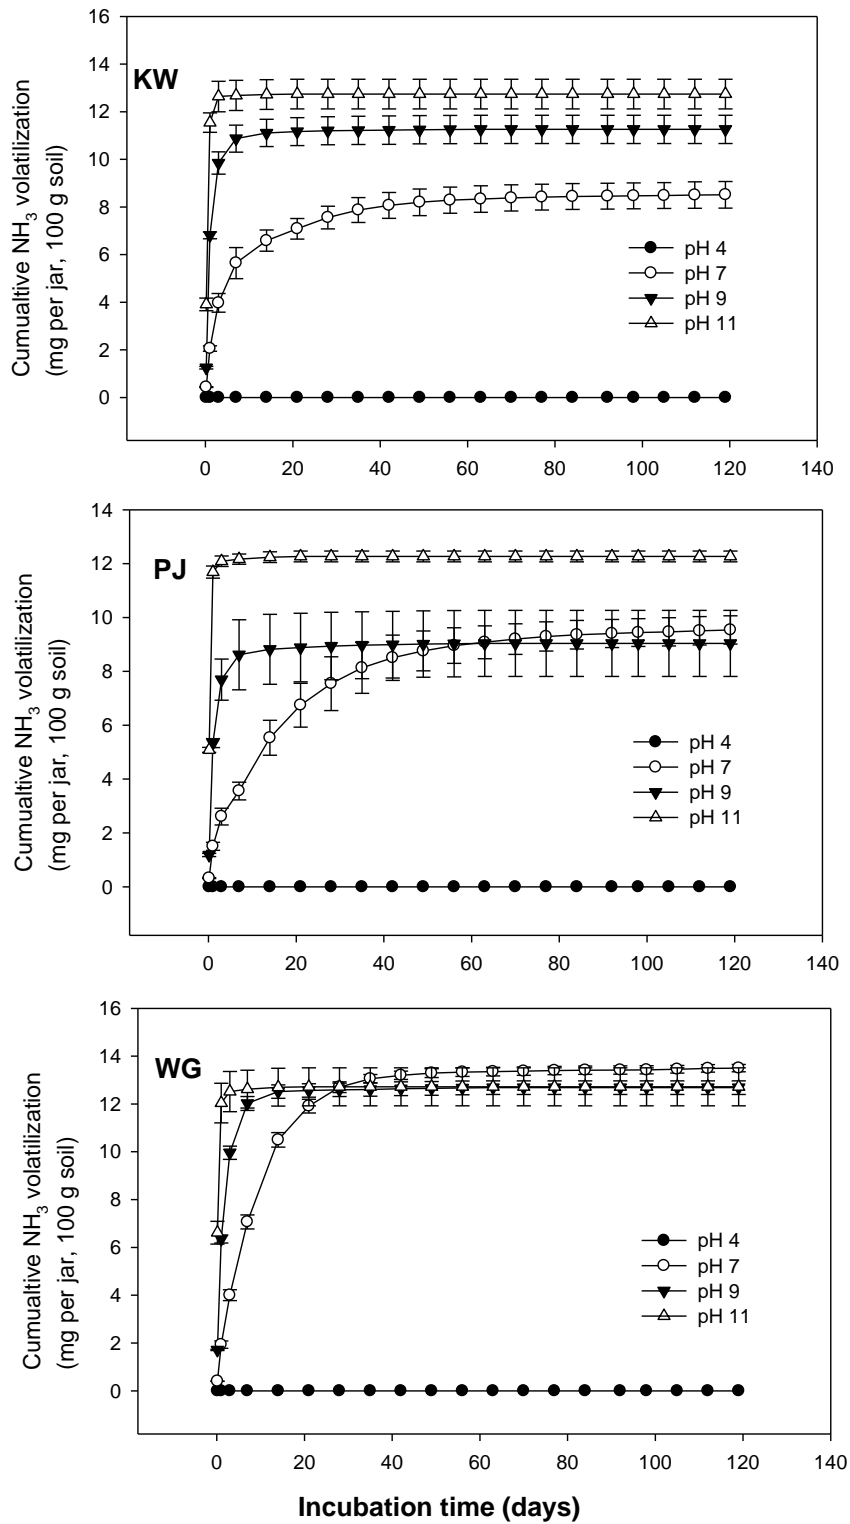 16
14
12
10
8
6
4
2
0
Cumualtive NH3 volatilization
(mg per jar, 100 g soil)
KW
pH 4
pH 7
pH 9
pH 11
0 20 40 60 80 100 120 140
14
12
10
8
6
4
2
0
Cumualtive NH3 volatilization
(mg per jar, 100 g soil)
PJ
pH 4
pH 7
pH 9
pH 11
0 20 40 60 80 100 120 140
16
14
12
10
8
6
4
2
0
Cumualtive NH3 volatilization
(mg per jar, 100 g soil)
WG
pH 4
pH 7
pH 9
pH 11
0 20 40 60 80 100 120 140
Incubation time (days)